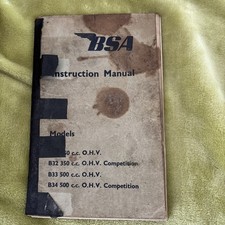 BSA
Instruction Manual
Models
c.c. O.H.V.
B32 350 c.c. O.H.V. Competition
B33 500 c.c. O.H.V.
B34 500 c.c. O.H.V. Competition